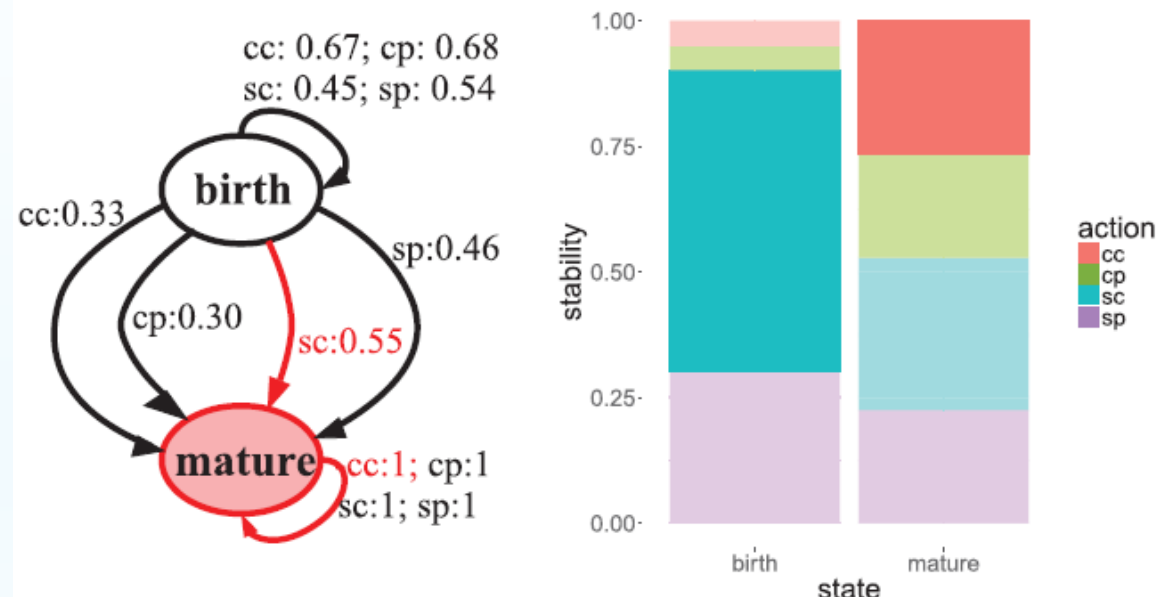 cc: 0.67; cp: 0.68
sc: 0.45; sp: 0.54
birth
cc:0.33
sp:0.46
cp:0.30
sc:0.55
mature
cc:1; cp:1
sc:1; sp:1
1.00
0.75
0.50
0.25
0.00
stability
birth
mature
state
action
cc
cp
sc
sp